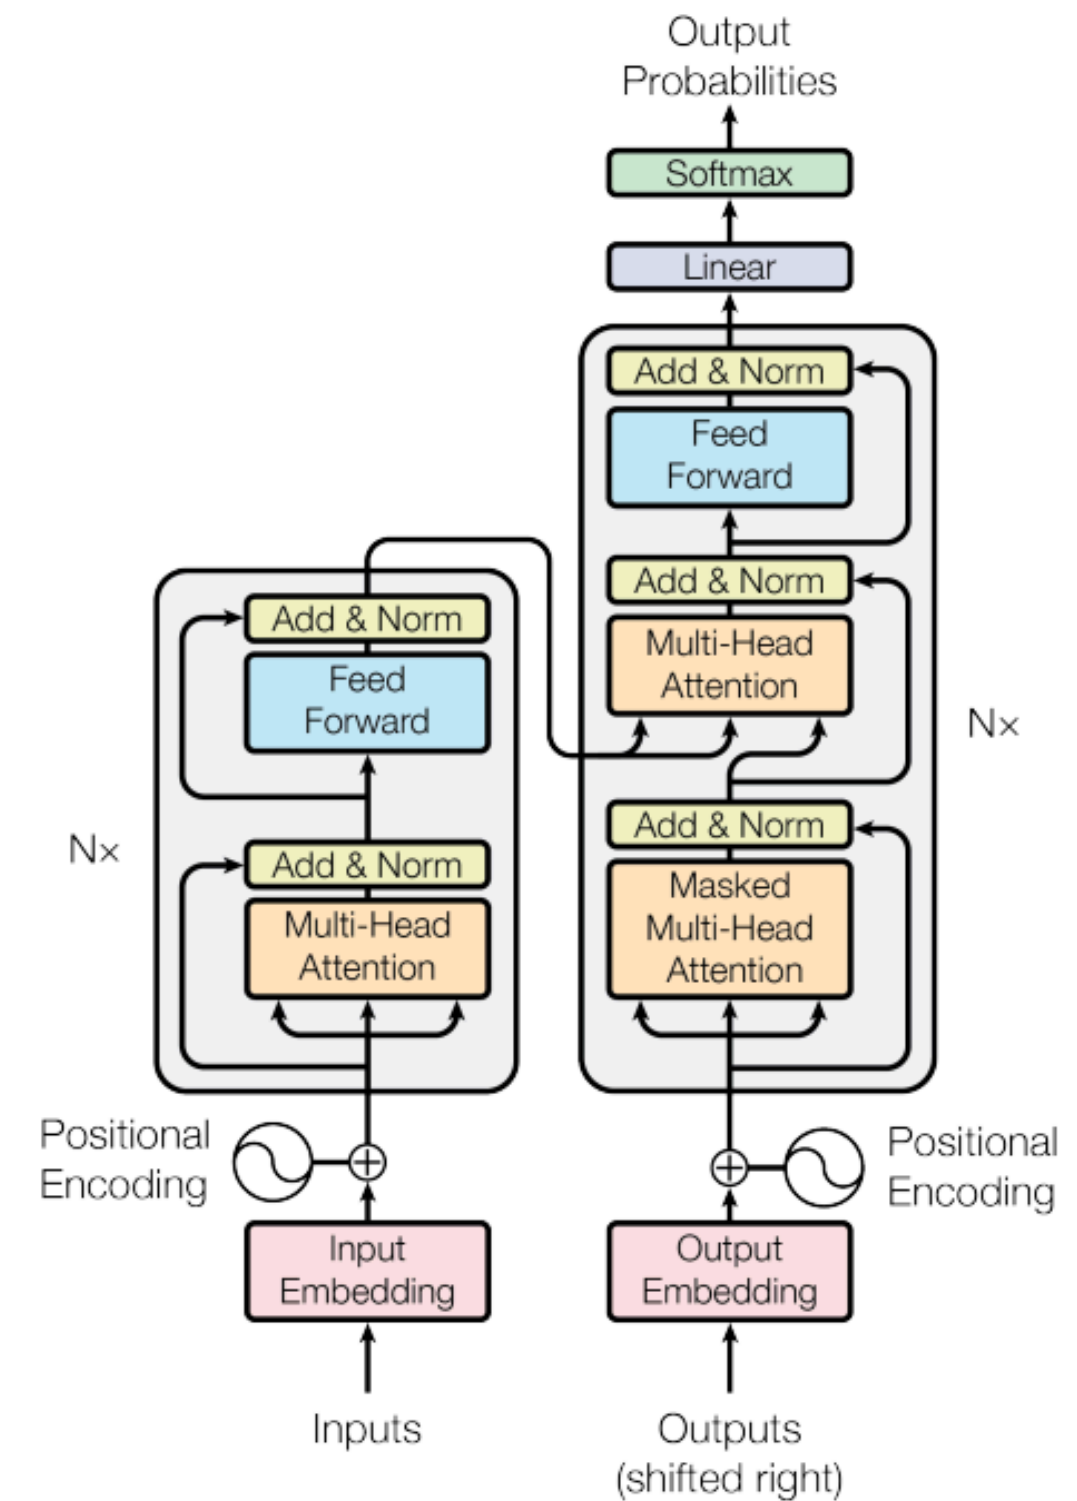 Output
Probabilities
Softmax
Linear
Add & Norm
Feed
Forward
Add & Norm
Multi-Head
Attention
Add & Norm
Masked
Multi-Head
Attention
Nx
Add & Norm
Feed
Forward
Add & Norm
Multi-Head
Attention
Nx
Positional
Encoding
Positional
Encoding
Input
Embedding
Output
Embedding
Inputs
Outputs
(shifted right)